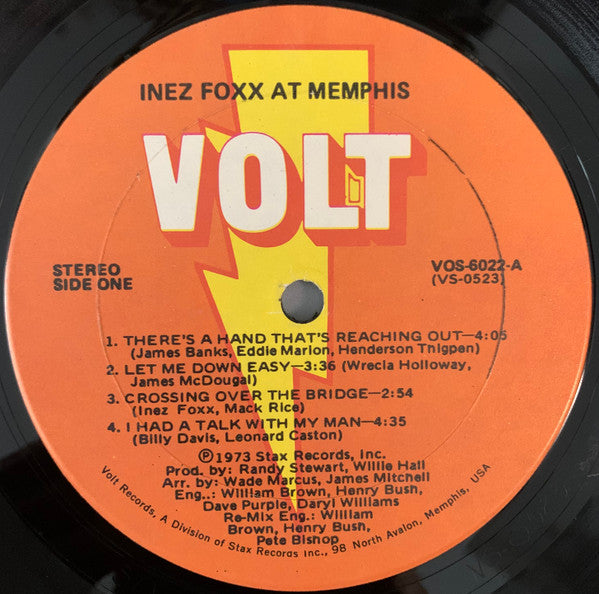 INEZ FOXX AT MEMPHIS
VOLT
STEREO
SIDE ONE
VOS-6022-A
(VS-0523)
1. THERE'S A HAND THAT'S REACHING OUT—4:05
(James Banks, Eddie Marion, Henderson Thigpen)
2. LET ME DOWN EASY—3:36 (Wrecia Holloway,
James McDougal)
3. CROSSING OVER THE BRIDGE—2:54
(Inez Foxx, Mack Rice)
4. I HAD A TALK WITH MY MAN—4:35
(Billy Davis, Leonard Caston)
Ⓟ1973 Stax Records, Inc.
Prod. by: Randy Stewart, Willie Hall
Arr. by: Wade Marcus, James Mitchell
Eng..: William Brown, Henry Bush,
Dave Purple, Daryl Williams
Re-Mix Eng.: William
Brown, Henry Bush,
Pete Bishop
Volt Records, A Division of Stax Records Inc., 98 North Avalon, Memphis, USA